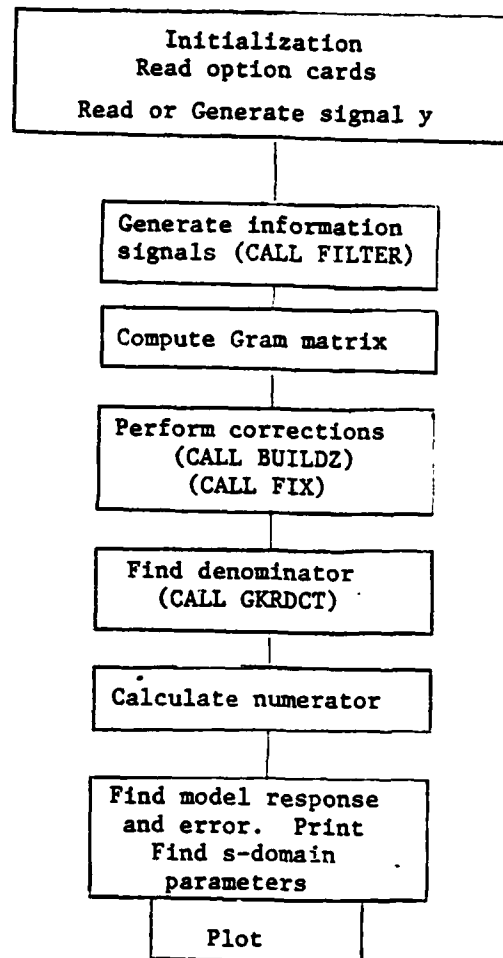 Initialization
Read option cards
Read or Generate signal y
Generate information
signals (CALL FILTER)
Compute Gram matrix
Perform corrections
(CALL BUILDZ)
(CALL FIX)
Find denominator
(CALL GKRDCT)
Calculate numerator
Find model response
and error. Print
Find s-domain
parameters
Plot